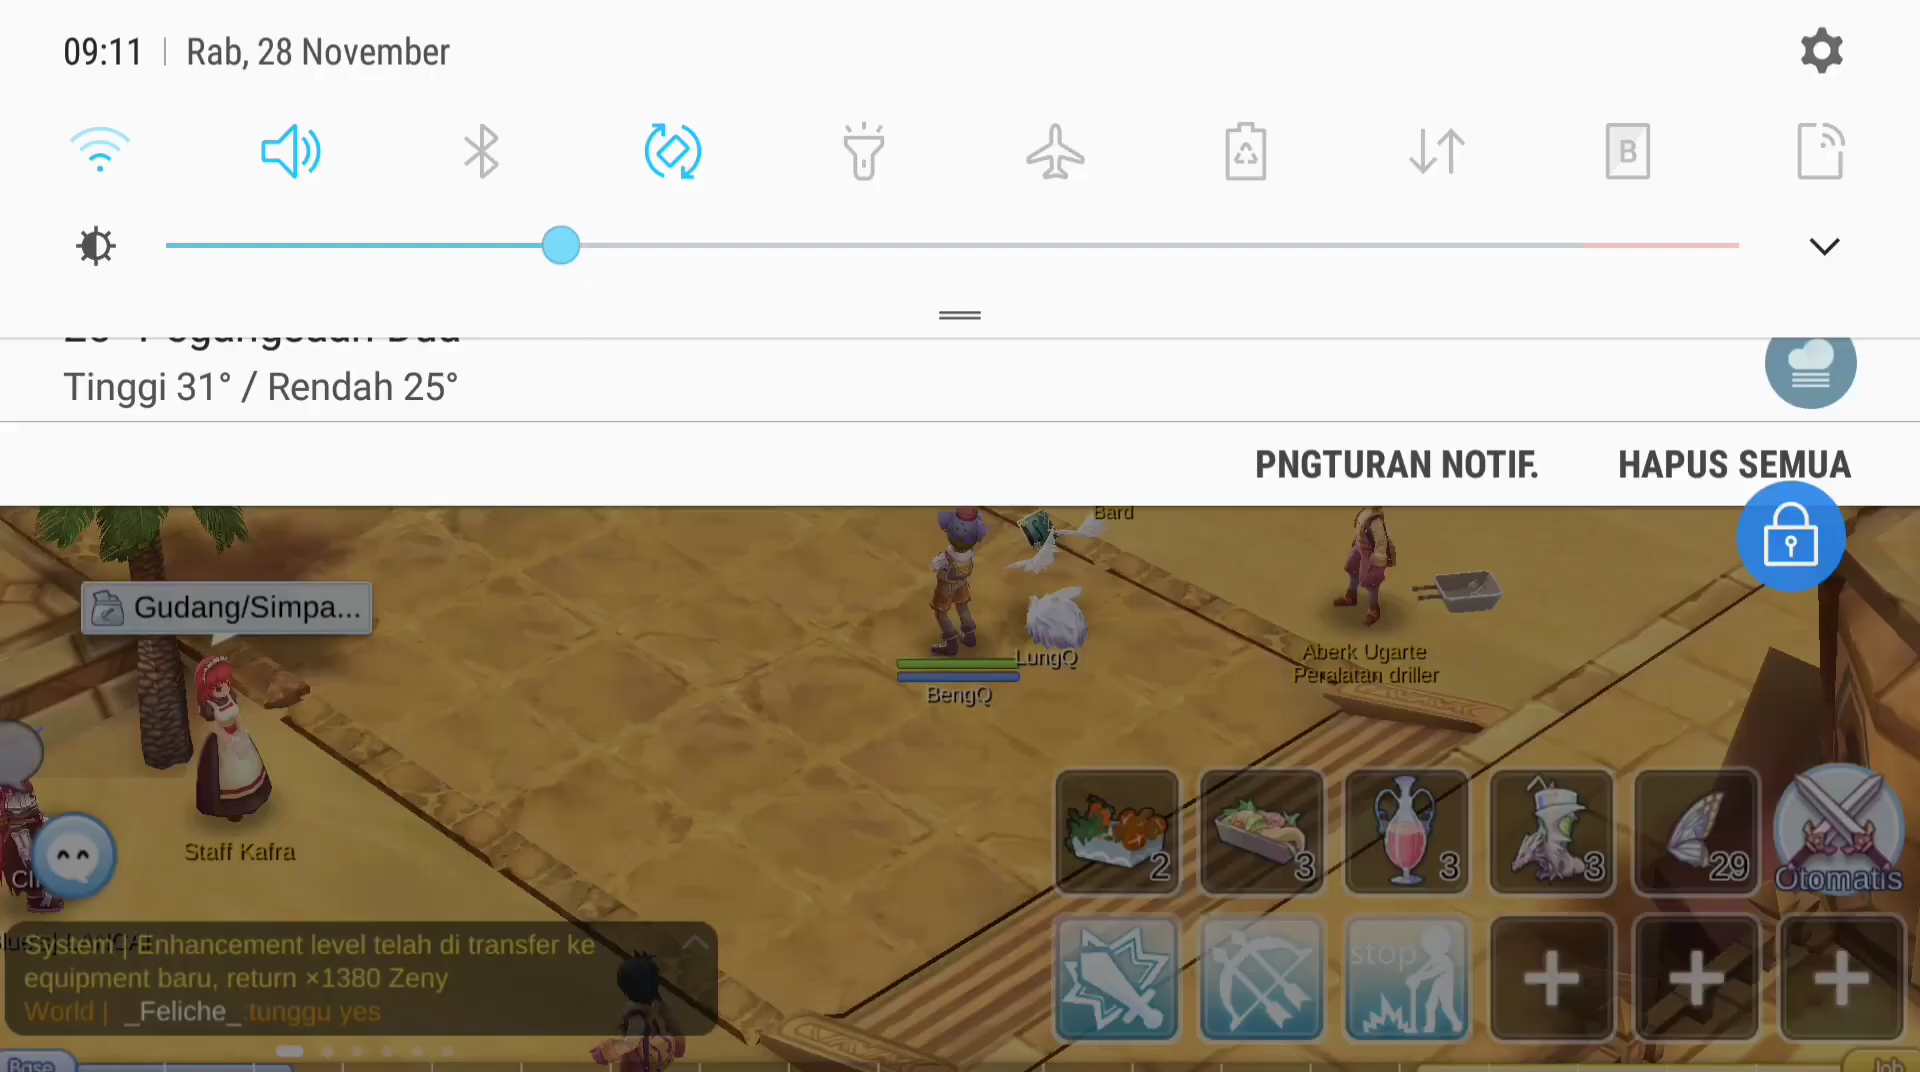 09:11 | Rab, 28 November
B
Tinggi 31° / Rendah 25°
PNGTURAN NOTIF.
HAPUS SEMUA
Bard
Gudang/Simpa...
LungQ
BengQ
Aberk Ugarte
Peralatan driller
Staff Kafra
2
3
3
3
29
Otomatis
stop
System | Enhancement level telah di transfer ke
equipment baru, return ×1380 Zeny
World | _Feliche_:tunggu yes
Base
Job